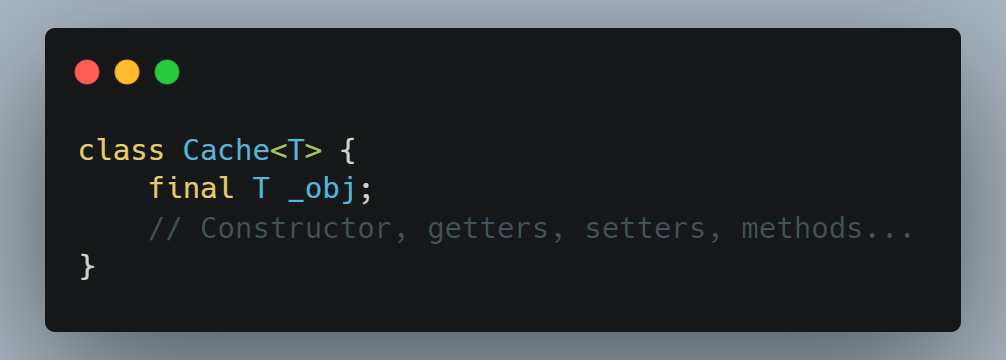 class Cache<T> {
    final T _obj;
    // Constructor, getters, setters, methods...
}